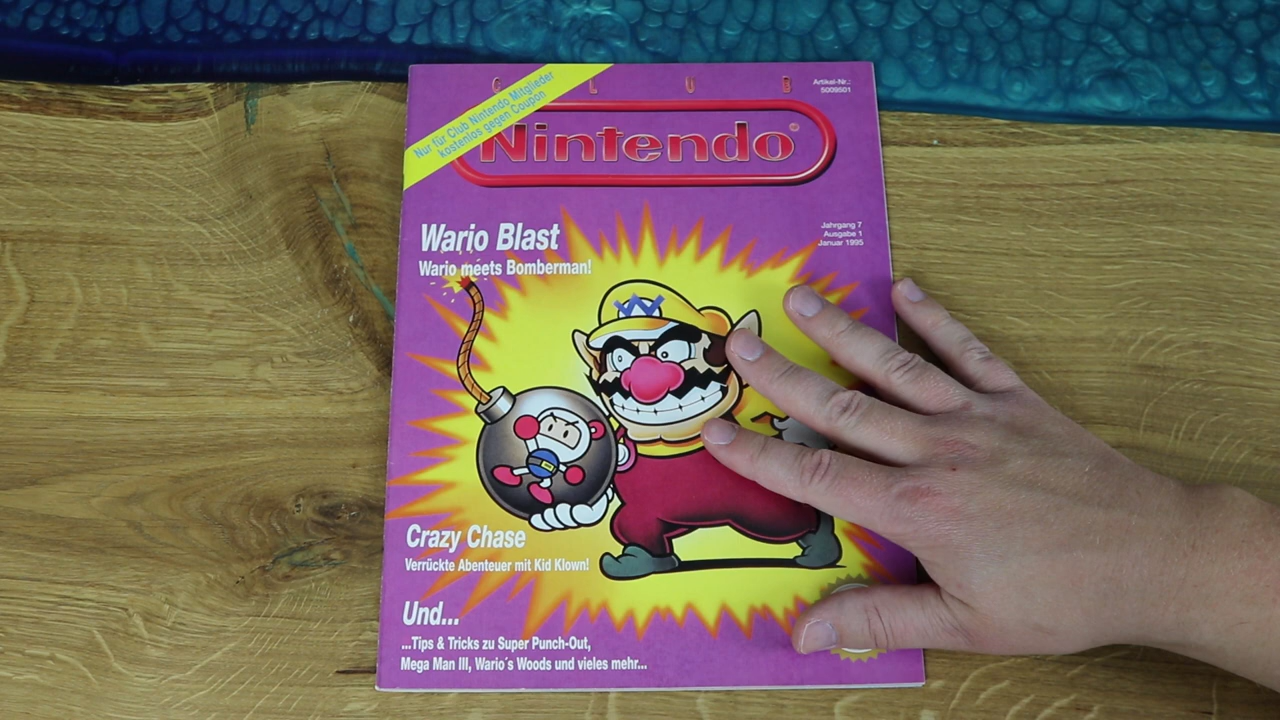 CLUB
Nintendo®
Nur für Club Nintendo Mitglieder
kostenlos gegen Coupon
Artikel-Nr.:
5009501
Jahrgang 7
Ausgabe 1
Januar 1995
Wario Blast
Wario meets Bomberman!
W
Crazy Chase
Verrückte Abenteuer mit Kid Klown!
Und...
...Tips & Tricks zu Super Punch-Out,
Mega Man III, Wario´s Woods und vieles mehr...